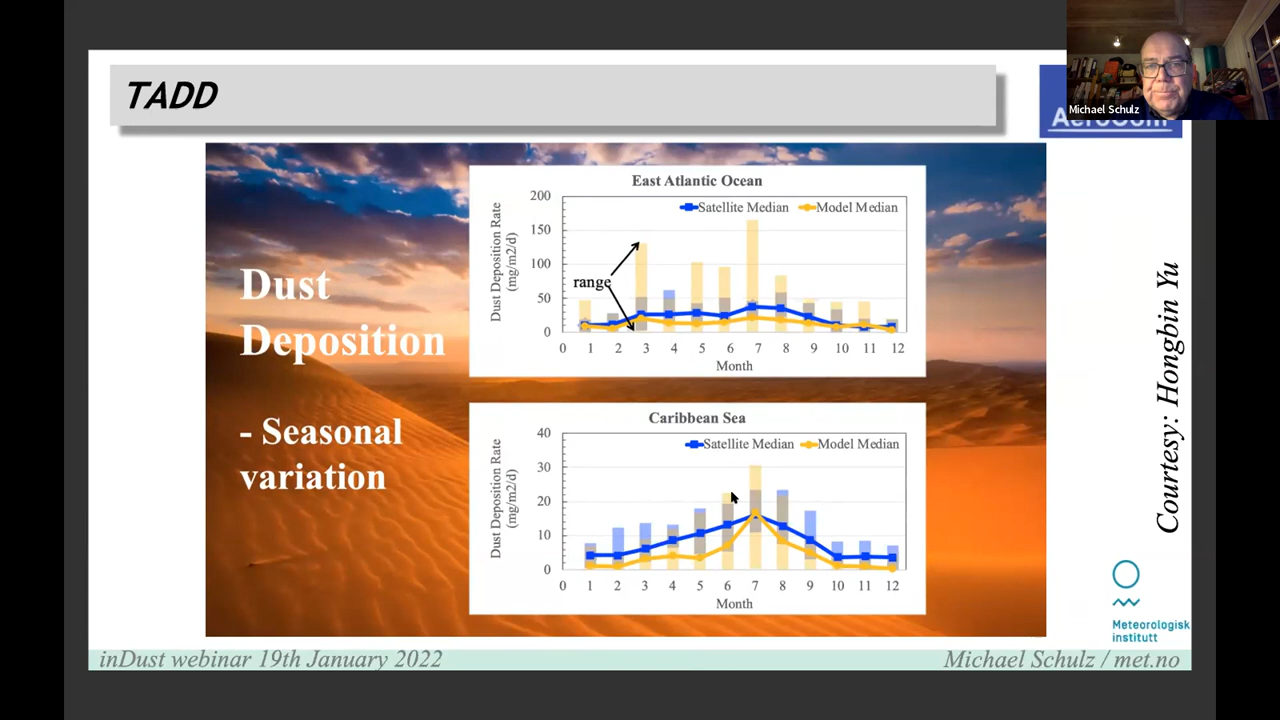 TADD
Michael Schulz
AeroCom
Dust
Deposition
- Seasonal
variation
East Atlantic Ocean
Satellite Median
Model Median
Dust Deposition Rate
(mg/m2/d)
200
150
100
50
0
range
0 1 2 3 4 5 6 7 8 9 10 11 12
Month
Caribbean Sea
Satellite Median
Model Median
Dust Deposition Rate
(mg/m2/d)
40
30
20
10
0
0 1 2 3 4 5 6 7 8 9 10 11 12
Month
Courtesy: Hongbin Yu
Meteorologisk
institutt
inDust webinar 19th January 2022
Michael Schulz / met.no